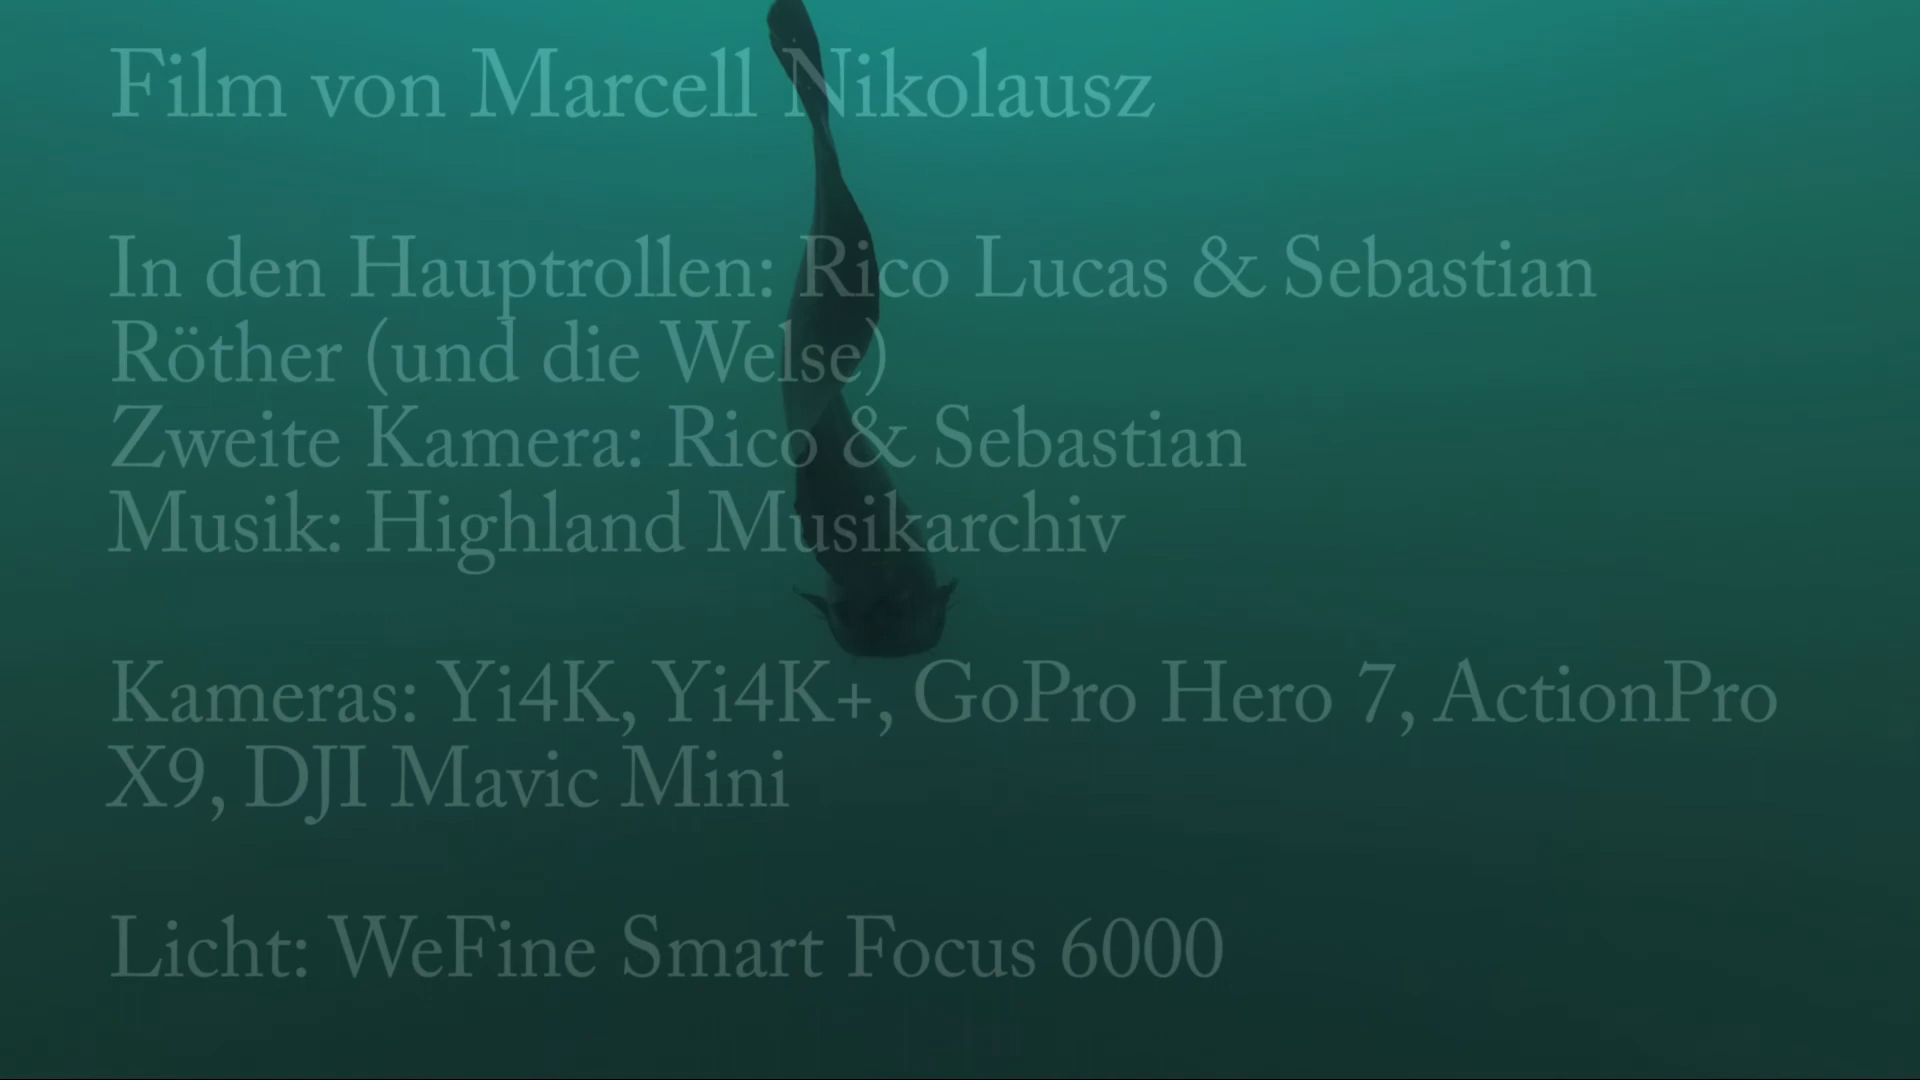 Film von Marcell Nikolausz
In den Hauptrollen: Rico Lucas & Sebastian
Röther (und die Welse)
Zweite Kamera: Rico & Sebastian
Musik: Highland Musikarchiv
Kameras: Yi4K, Yi4K+, GoPro Hero 7, ActionPro
X9, DJI Mavic Mini
Licht: WeFine Smart Focus 6000